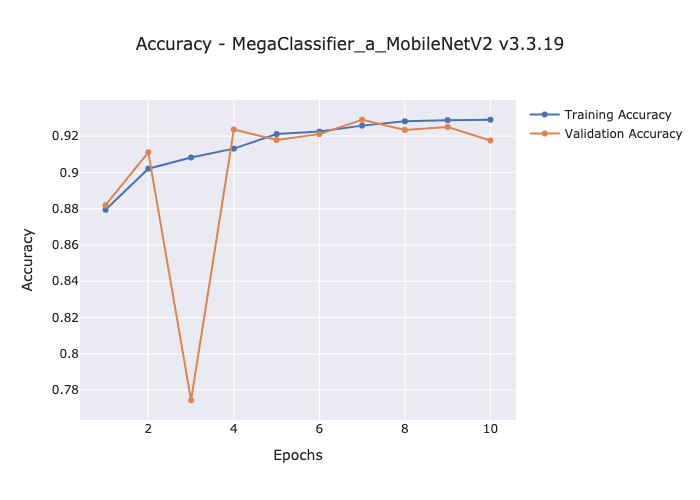 Accuracy - MegaClassifier_a_MobileNetV2 v3.3.19
Training Accuracy
Validation Accuracy
0.92
0.9
0.88
0.86
0.84
0.82
0.8
0.78
Accuracy
2 4 6 8 10
Epochs